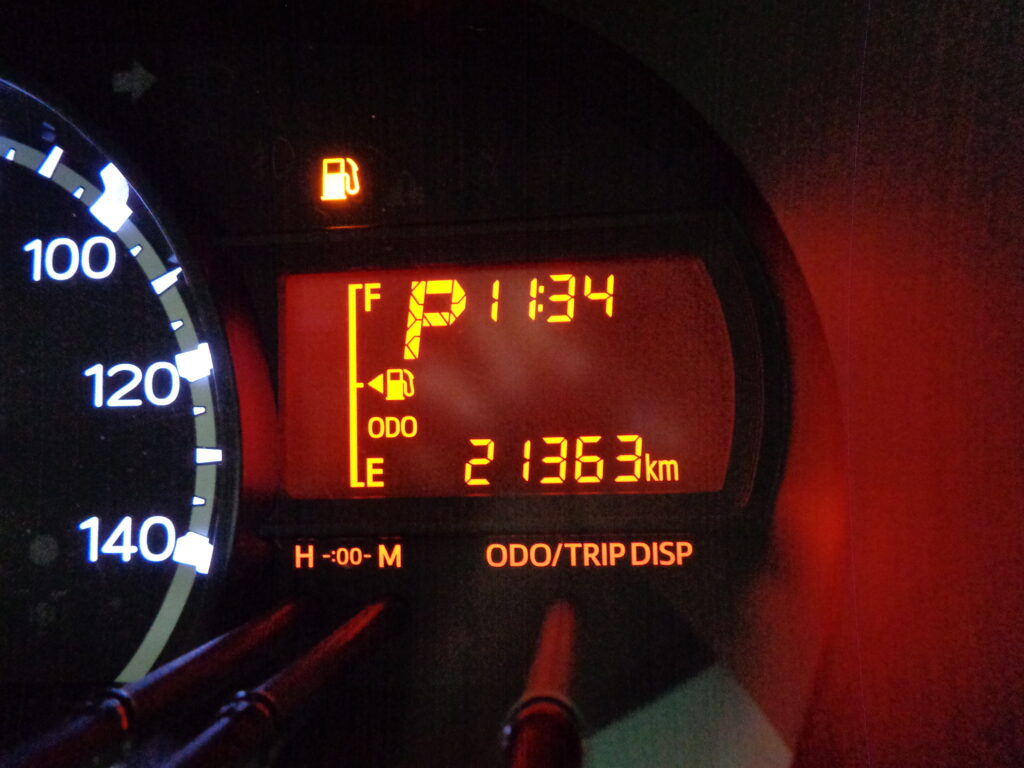 100
120
140
F
P 11:34
ODO
E
21363km
H -:00- M
ODO/TRIP DISP